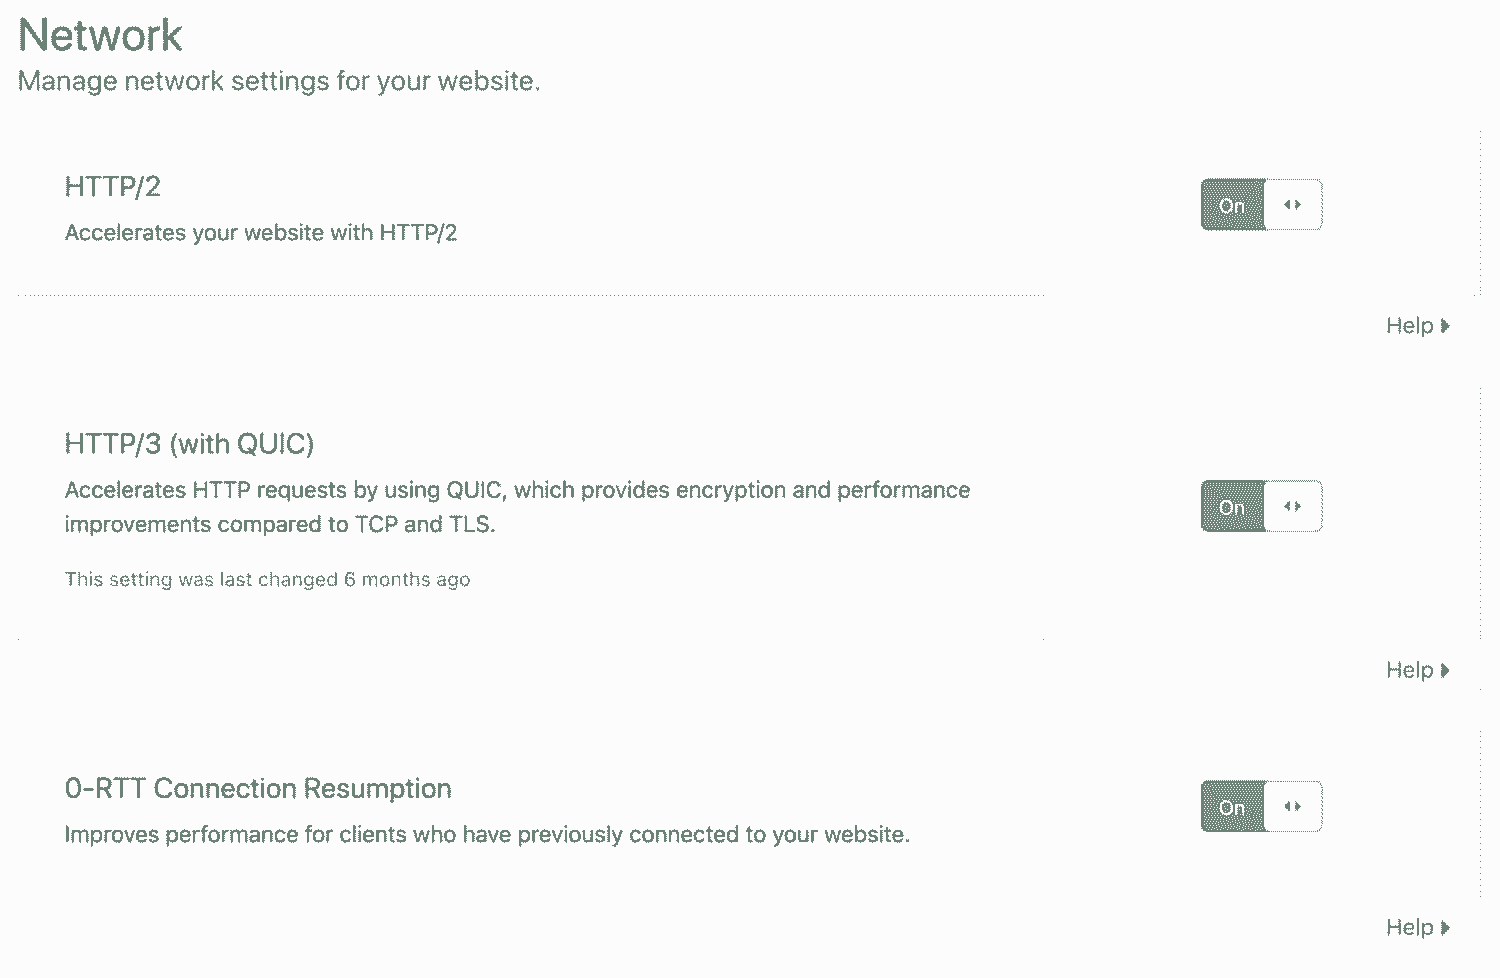 Network
Manage network settings for your website.
HTTP/2
Accelerates your website with HTTP/2
On
Help
HTTP/3 (with QUIC)
Accelerates HTTP requests by using QUIC, which provides encryption and performance
improvements compared to TCP and TLS.
This setting was last changed 6 months ago
On
Help
0-RTT Connection Resumption
Improves performance for clients who have previously connected to your website.
On
Help